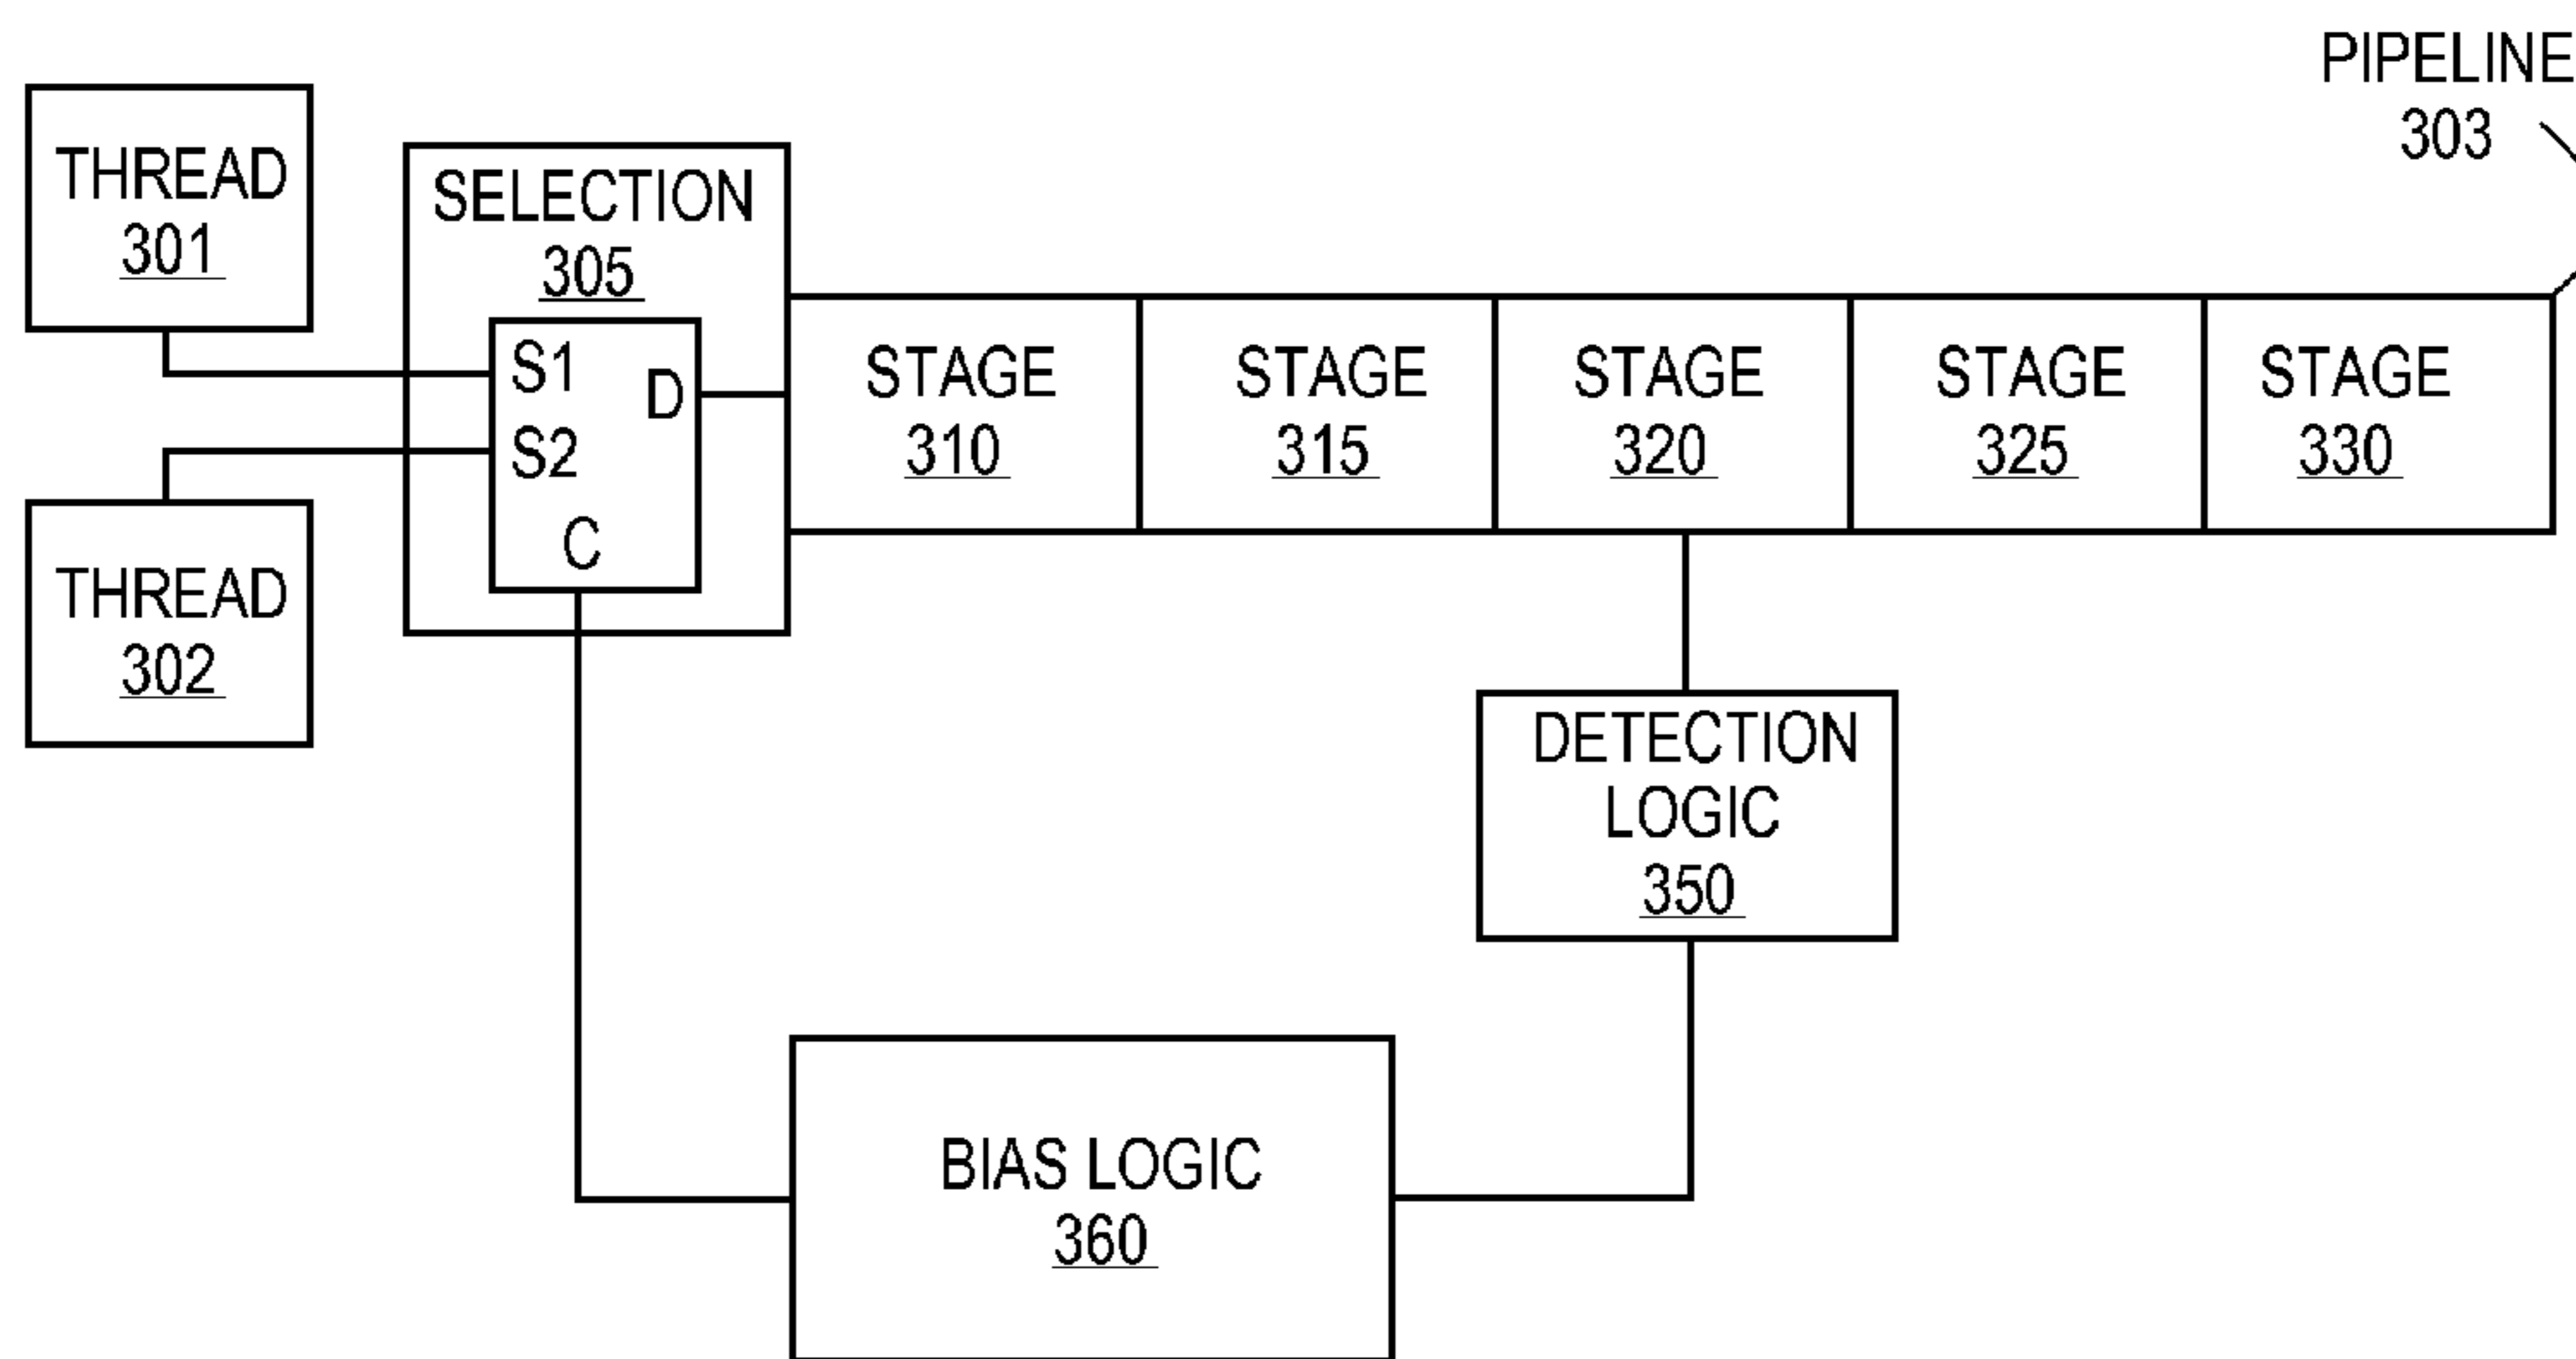 PIPELINE
303
THREAD
301
SELECTION
305
S1
S2
D
C
THREAD
302
STAGE
310
STAGE
315
STAGE
320
STAGE
325
STAGE
330
DETECTION
LOGIC
350
BIAS LOGIC
360